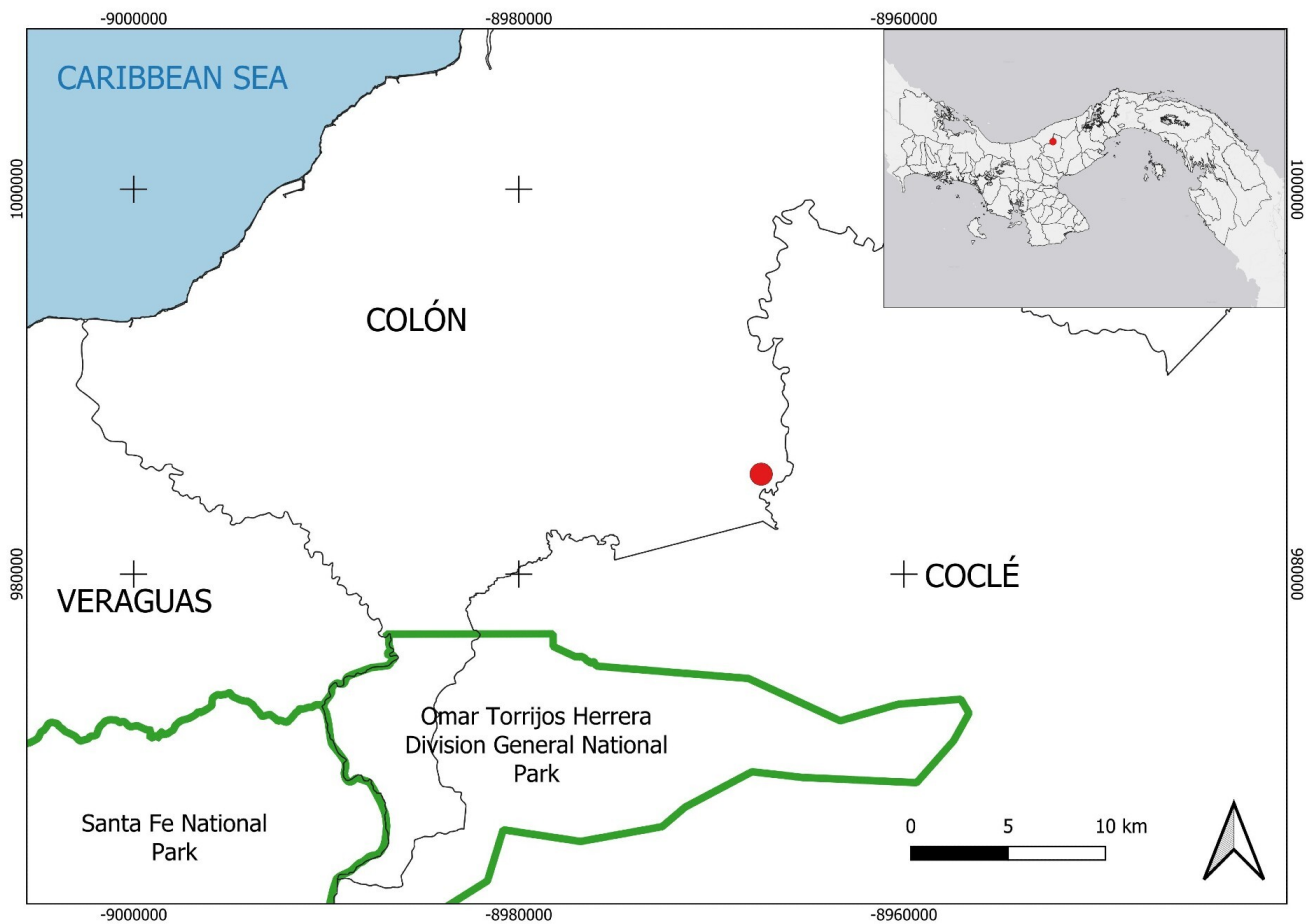 -9000000
-8980000
-8960000
CARIBBEAN SEA
1000000
1000000
COLÓN
980000
980000
COCLÉ
VERAGUAS
Omar Torrijos Herrera
Division General National
Park
Santa Fe National
Park
0
5
10 km
-9000000
-8980000
-8960000